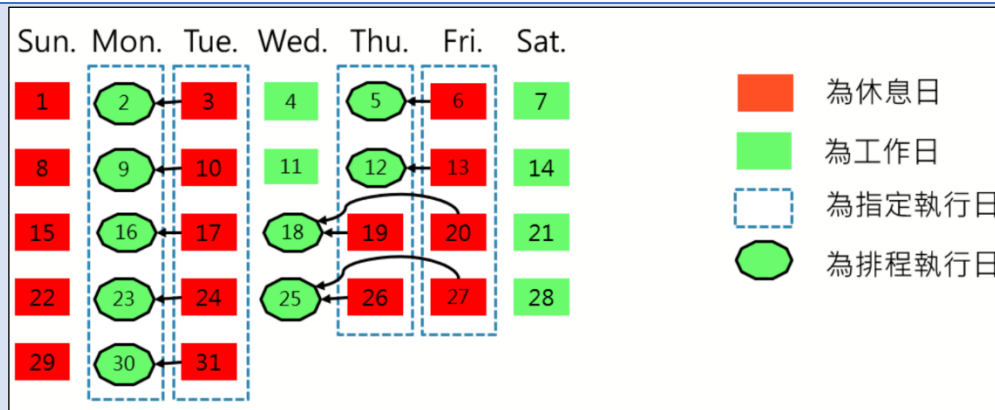 Sun. Mon. Tue. Wed. Thu. Fri. Sat.
1 2 3 4 5 6 7
8 9 10 11 12 13 14
15 16 17 18 19 20 21
22 23 24 25 26 27 28
29 30 31
為休息日
為工作日
為指定執行日
為排程執行日